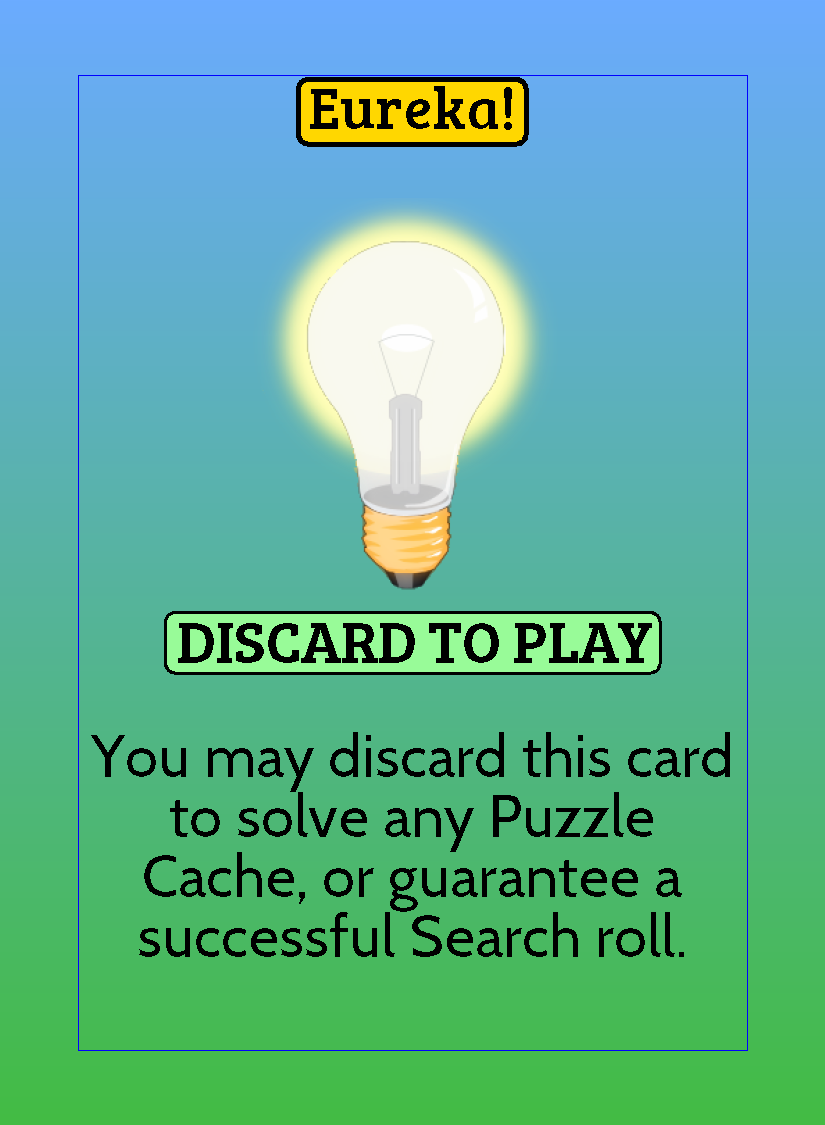 Eureka!
DISCARD TO PLAY
You may discard this card
to solve any Puzzle
Cache, or guarantee a
successful Search roll.